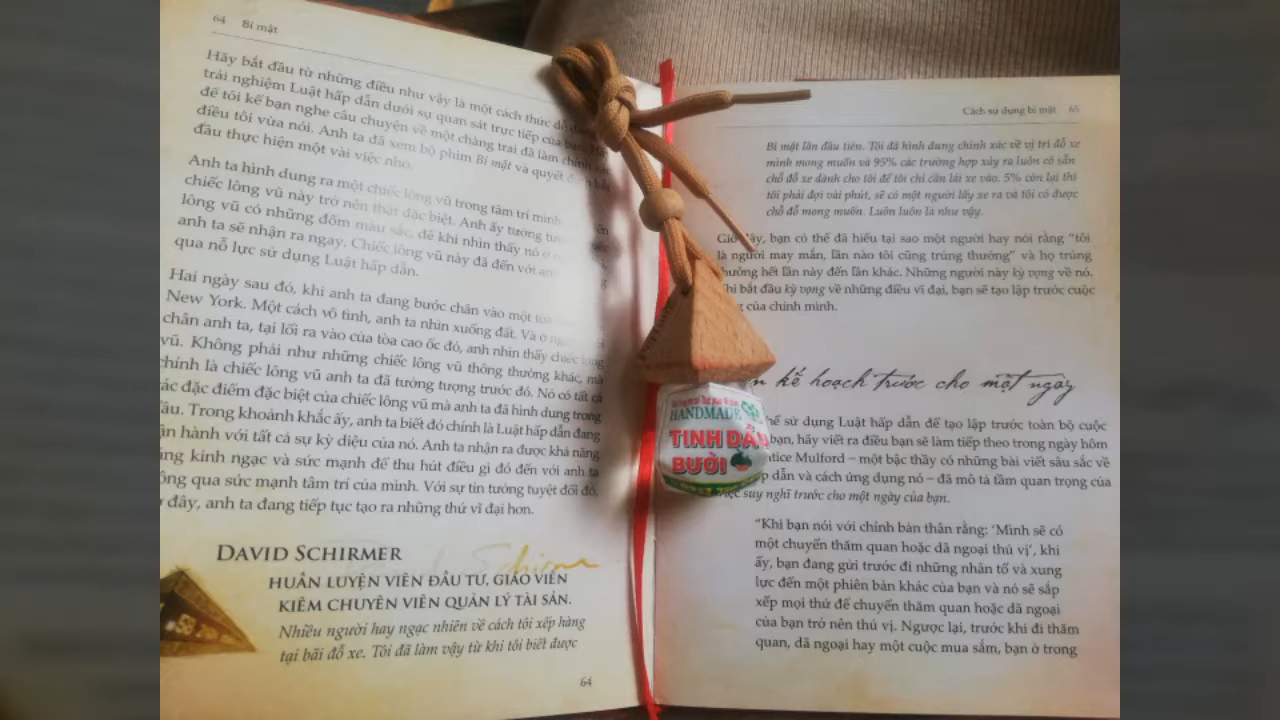 64 Bí mật
Hãy bắt đầu từ những điều như vậy là một cách thức để
trải nghiệm Luật hấp dẫn dưới sự quan sát trực tiếp của
để tôi kể bạn nghe câu chuyện về một chàng trai đã làm chính
điều tôi vừa nói. Anh ta đã xem bộ phim Bí mật và quyết bắt
đầu thực hiện một vài việc nhỏ.
Anh ta hình dung ra một chiếc lông vũ trong tâm trí mình
chiếc lông vũ này trở nên thật đặc biệt. Anh ấy tưởng
lông vũ có những đốm màu sắc, để khi nhìn thấy nó
anh ta sẽ nhận ra ngay. Chiếc lông vũ này đã đến với
qua nỗ lực sử dụng Luật hấp dẫn.
Hai ngày sau đó, khi anh ta đang bước chân vào một
New York. Một cách vô tình, anh ta nhìn xuống đất. Và
chân anh ta, tại lối ra vào của tòa cao ốc đó, anh nhìn thấy chiếc lông
vũ. Không phải như những chiếc lông vũ thông thường khác, mà
chính là chiếc lông vũ anh ta đã tưởng tượng trước đó. Nó có tất cả
các đặc điểm đặc biệt của chiếc lông vũ mà anh ta đã hình dung trong
đầu. Trong khoảnh khắc ấy, anh ta biết đó chính là Luật hấp dẫn đang
vận hành với tất cả sự kỳ diệu của nó. Anh ta nhận ra được khả năng
kinh ngạc và sức mạnh để thu hút điều gì đó đến với anh ta
qua sức mạnh tâm trí của mình. Với sự tin tưởng tuyệt đối đó,
đây, anh ta đang tiếp tục tạo ra những thứ vĩ đại hơn.
DAVID SCHIRMER
HUẤN LUYỆN VIÊN ĐẦU TƯ, GIÁO VIÊN
KIÊM CHUYÊN VIÊN QUẢN LÝ TÀI SẢN.
Nhiều người hay ngạc nhiên về cách tôi xếp hàng
tại bãi đỗ xe. Tôi đã làm vậy từ khi tôi biết được
64
Cách sử dụng bí mật 65
Bí mật lần đầu tiên. Tôi đã hình dung chính xác về vị trí đỗ xe
mình mong muốn và 95% các trường hợp xảy ra luôn có sẵn
chỗ đỗ xe dành cho tôi để tôi chỉ cần lái xe vào. 5% còn lại thì
tôi phải đợi vài phút, sẽ có một người lấy xe ra và tôi có được
chỗ đỗ mong muốn. Luôn luôn là như vậy.
Giờ đây, bạn có thể đã hiểu tại sao một người hay nói rằng “tôi
là người may mắn, lần nào tôi cũng trúng thưởng” và họ trúng
thưởng hết lần này đến lần khác. Những người này kỳ vọng về nó.
Khi bắt đầu kỳ vọng về những điều vĩ đại, bạn sẽ tạo lập trước cuộc
của chính mình.
kế hoạch trước cho một ngày
sử dụng Luật hấp dẫn để tạo lập trước toàn bộ cuộc
bạn, hãy viết ra điều bạn sẽ làm tiếp theo trong ngày hôm
Mulford – một bậc thầy có những bài viết sâu sắc về
dẫn và cách ứng dụng nó – đã mô tả tầm quan trọng của
việc suy nghĩ trước cho một ngày của bạn.
“Khi bạn nói với chính bản thân rằng: ‘Mình sẽ có
một chuyến thăm quan hoặc dã ngoại thú vị’, khi
ấy, bạn đang gửi trước đi những nhân tố và xung
lực đến một phiên bản khác của bạn và nó sẽ sắp
xếp mọi thứ để chuyến thăm quan hoặc dã ngoại
của bạn trở nên thú vị. Ngược lại, trước khi đi thăm
quan, dã ngoại hay một cuộc mua sắm, bạn ở trong
HANDMADE
TINH DẦU
BƯỞI